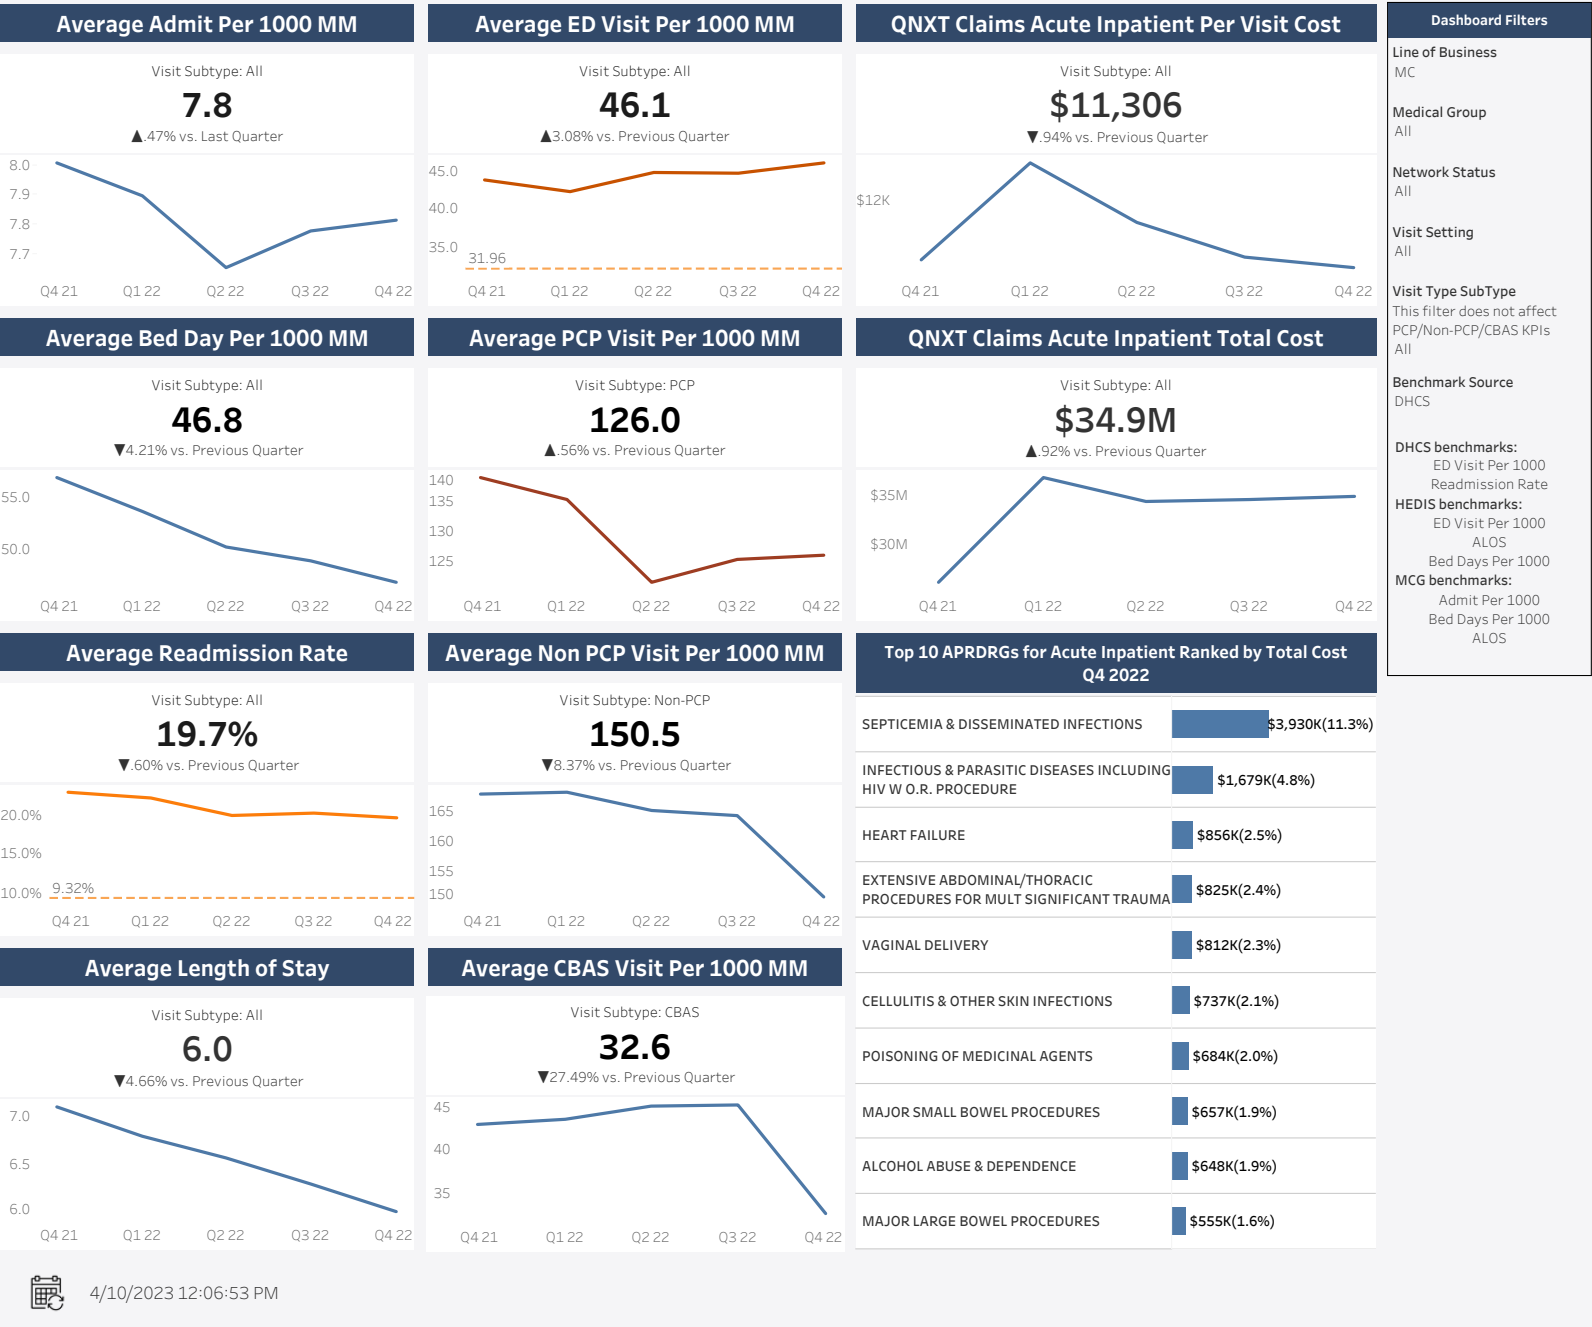 Average Admit Per 1000 MM
Visit Subtype: All
7.8
▲.47% vs. Last Quarter
8.0
7.9
7.8
7.7
Q4 21 Q1 22 Q2 22 Q3 22 Q4 22
Average ED Visit Per 1000 MM
Visit Subtype: All
46.1
▲3.08% vs. Previous Quarter
45.0
40.0
35.0
31.96
Q4 21 Q1 22 Q2 22 Q3 22 Q4 22
QNXT Claims Acute Inpatient Per Visit Cost
Visit Subtype: All
$11,306
▼.94% vs. Previous Quarter
$12K
Q4 21 Q1 22 Q2 22 Q3 22 Q4 22
Average Bed Day Per 1000 MM
Visit Subtype: All
46.8
▼4.21% vs. Previous Quarter
55.0
50.0
Q4 21 Q1 22 Q2 22 Q3 22 Q4 22
Average PCP Visit Per 1000 MM
Visit Subtype: PCP
126.0
▲.56% vs. Previous Quarter
140
135
130
125
Q4 21 Q1 22 Q2 22 Q3 22 Q4 22
QNXT Claims Acute Inpatient Total Cost
Visit Subtype: All
$34.9M
▲.92% vs. Previous Quarter
$35M
$30M
Q4 21 Q1 22 Q2 22 Q3 22 Q4 22
Average Readmission Rate
Visit Subtype: All
19.7%
▼.60% vs. Previous Quarter
20.0%
15.0%
10.0%
9.32%
Q4 21 Q1 22 Q2 22 Q3 22 Q4 22
Average Non PCP Visit Per 1000 MM
Visit Subtype: Non-PCP
150.5
▼8.37% vs. Previous Quarter
165
160
155
150
Q4 21 Q1 22 Q2 22 Q3 22 Q4 22
Average Length of Stay
Visit Subtype: All
6.0
▼4.66% vs. Previous Quarter
7.0
6.5
6.0
Q4 21 Q1 22 Q2 22 Q3 22 Q4 22
Average CBAS Visit Per 1000 MM
Visit Subtype: CBAS
32.6
▼27.49% vs. Previous Quarter
45
40
35
Q4 21 Q1 22 Q2 22 Q3 22 Q4 22
Top 10 APRDRGs for Acute Inpatient Ranked by Total Cost
Q4 2022
SEPTICEMIA & DISSEMINATED INFECTIONS $3,930K(11.3%)
INFECTIOUS & PARASITIC DISEASES INCLUDING
HIV W O.R. PROCEDURE $1,679K(4.8%)
HEART FAILURE $856K(2.5%)
EXTENSIVE ABDOMINAL/THORACIC
PROCEDURES FOR MULT SIGNIFICANT TRAUMA $825K(2.4%)
VAGINAL DELIVERY $812K(2.3%)
CELLULITIS & OTHER SKIN INFECTIONS $737K(2.1%)
POISONING OF MEDICINAL AGENTS $684K(2.0%)
MAJOR SMALL BOWEL PROCEDURES $657K(1.9%)
ALCOHOL ABUSE & DEPENDENCE $648K(1.9%)
MAJOR LARGE BOWEL PROCEDURES $555K(1.6%)
Dashboard Filters
Line of Business
MC
Medical Group
All
Network Status
All
Visit Setting
All
Visit Type SubType
This filter does not affect
PCP/Non-PCP/CBAS KPIs
All
Benchmark Source
DHCS
DHCS benchmarks:
ED Visit Per 1000
Readmission Rate
HEDIS benchmarks:
ED Visit Per 1000
ALOS
Bed Days Per 1000
MCG benchmarks:
Admit Per 1000
Bed Days Per 1000
ALOS
4/10/2023 12:06:53 PM